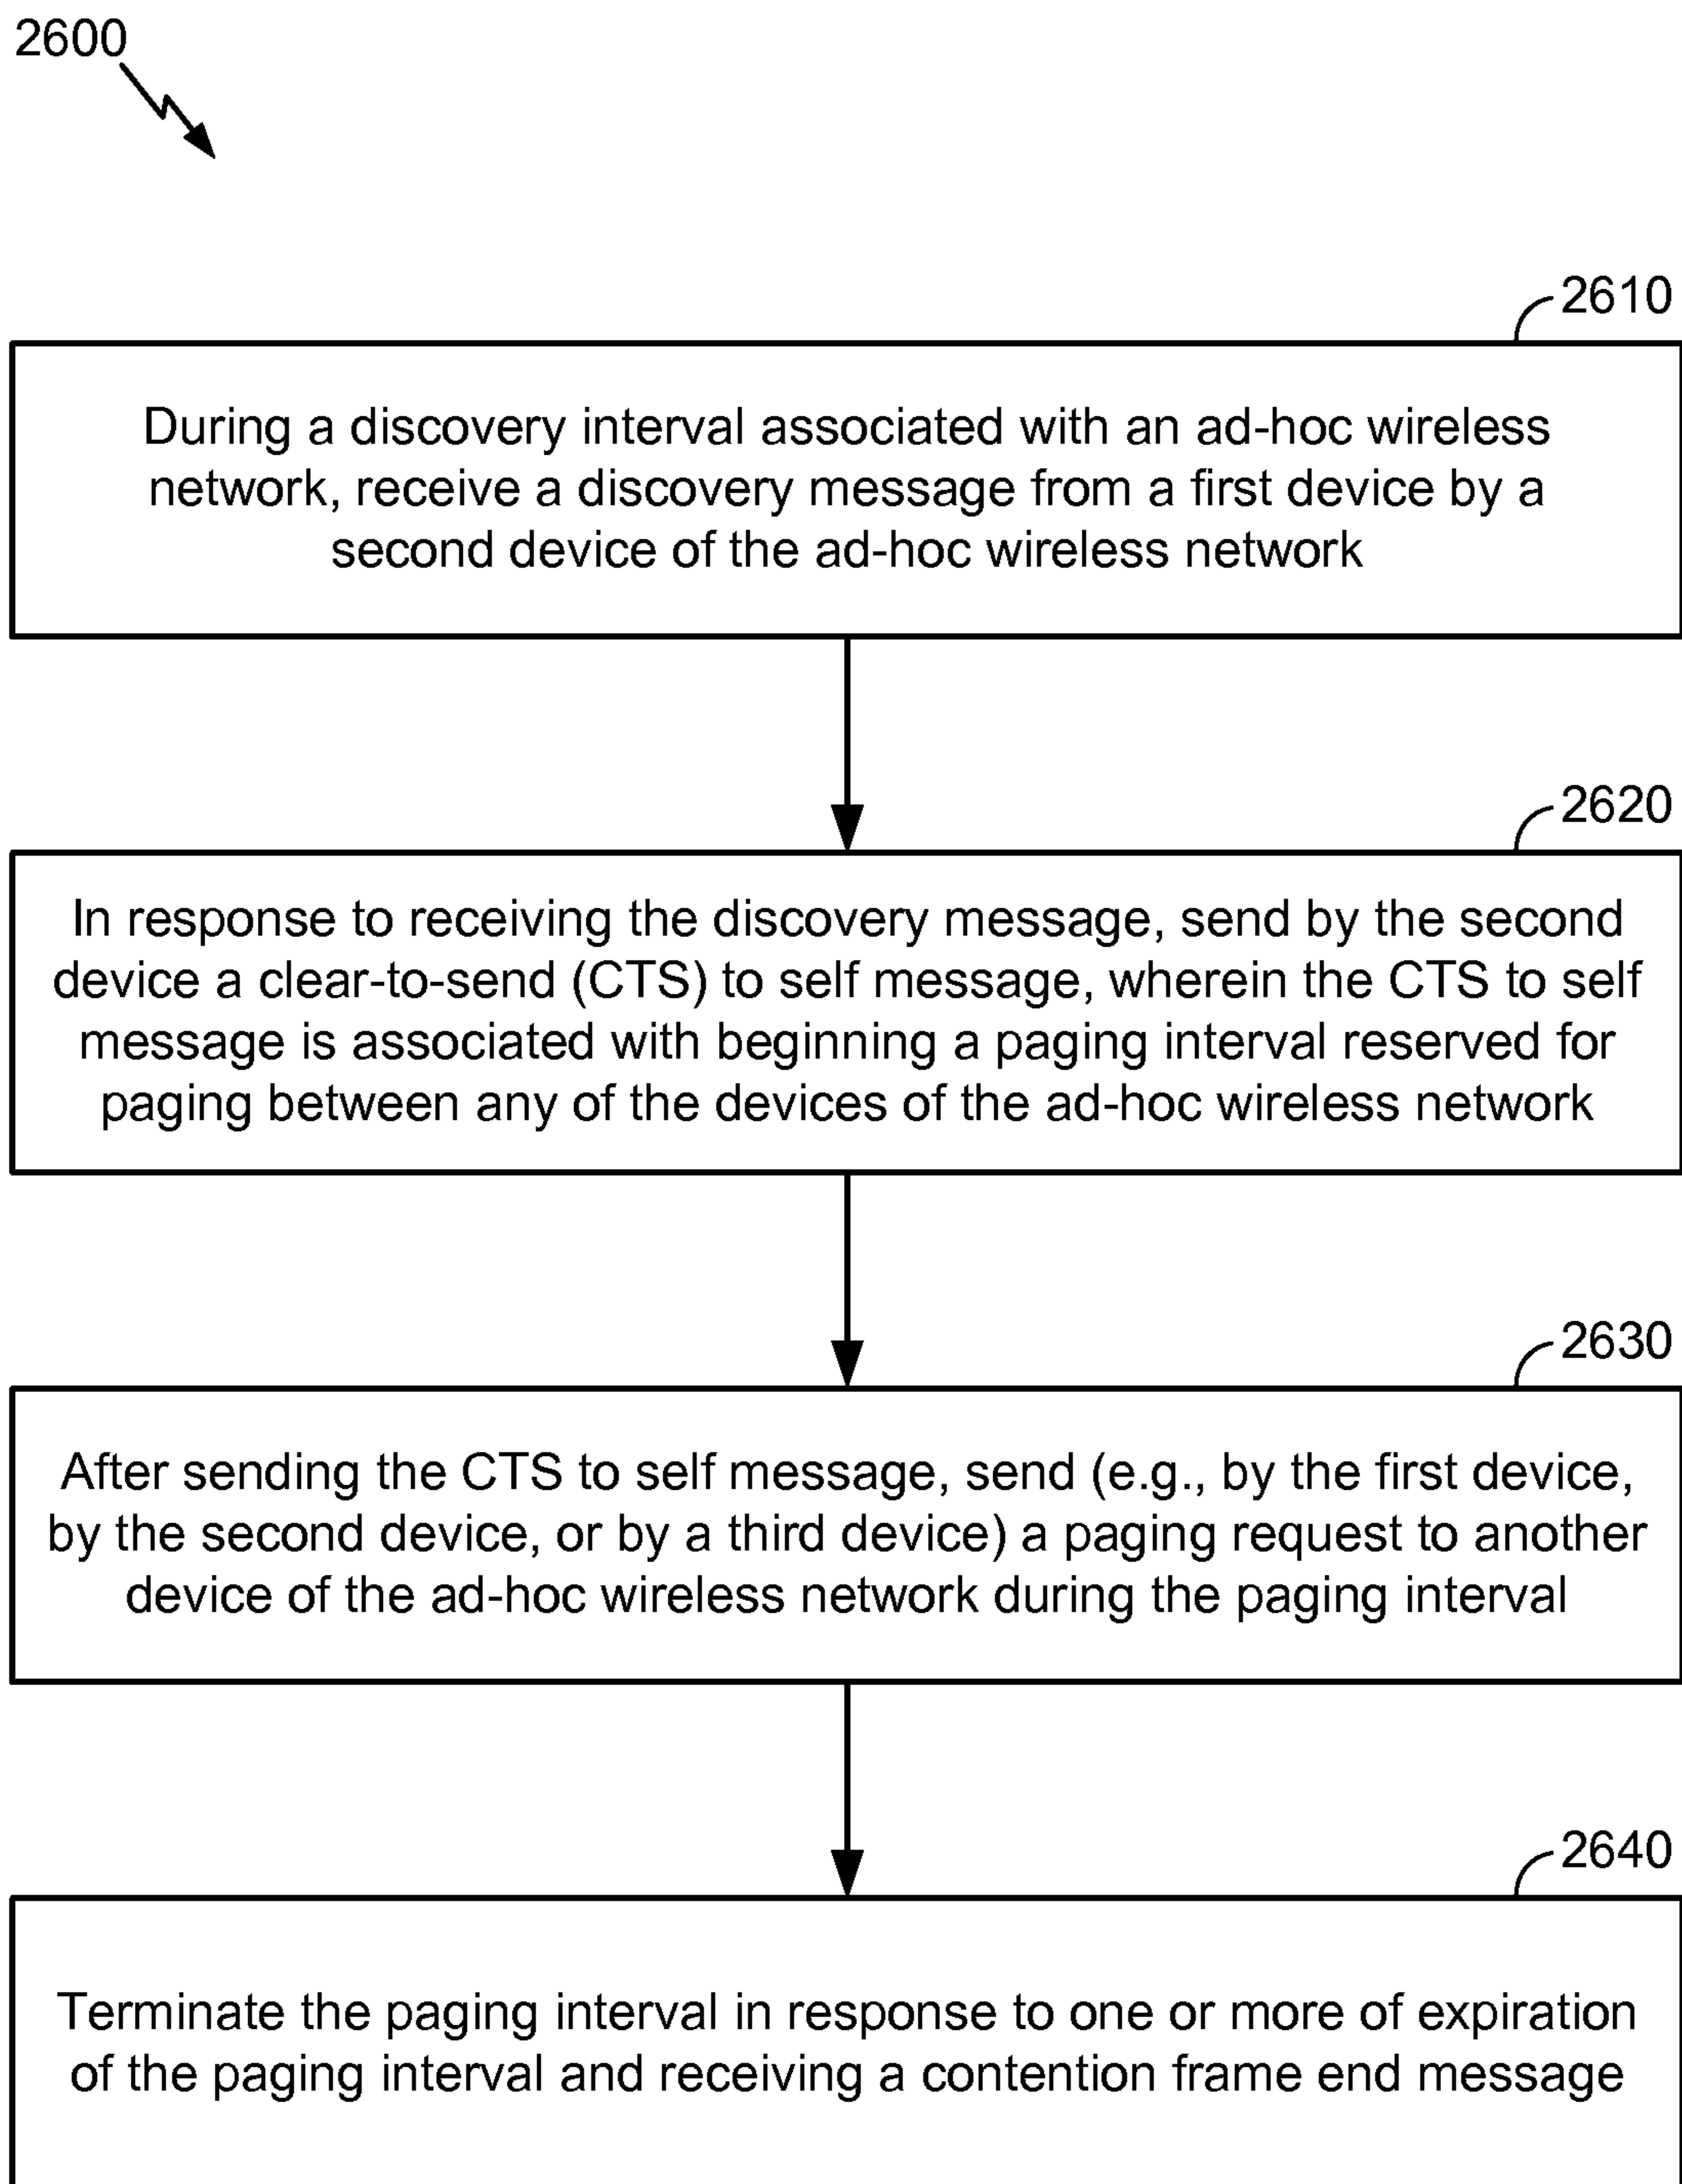 2600
2610
During a discovery interval associated with an ad-hoc wireless
network, receive a discovery message from a first device by a
second device of the ad-hoc wireless network
2620
In response to receiving the discovery message, send by the second
device a clear-to-send (CTS) to self message, wherein the CTS to self
message is associated with beginning a paging interval reserved for
paging between any of the devices of the ad-hoc wireless network
2630
After sending the CTS to self message, send (e.g., by the first device,
by the second device, or by a third device) a paging request to another
device of the ad-hoc wireless network during the paging interval
2640
Terminate the paging interval in response to one or more of expiration
of the paging interval and receiving a contention frame end message